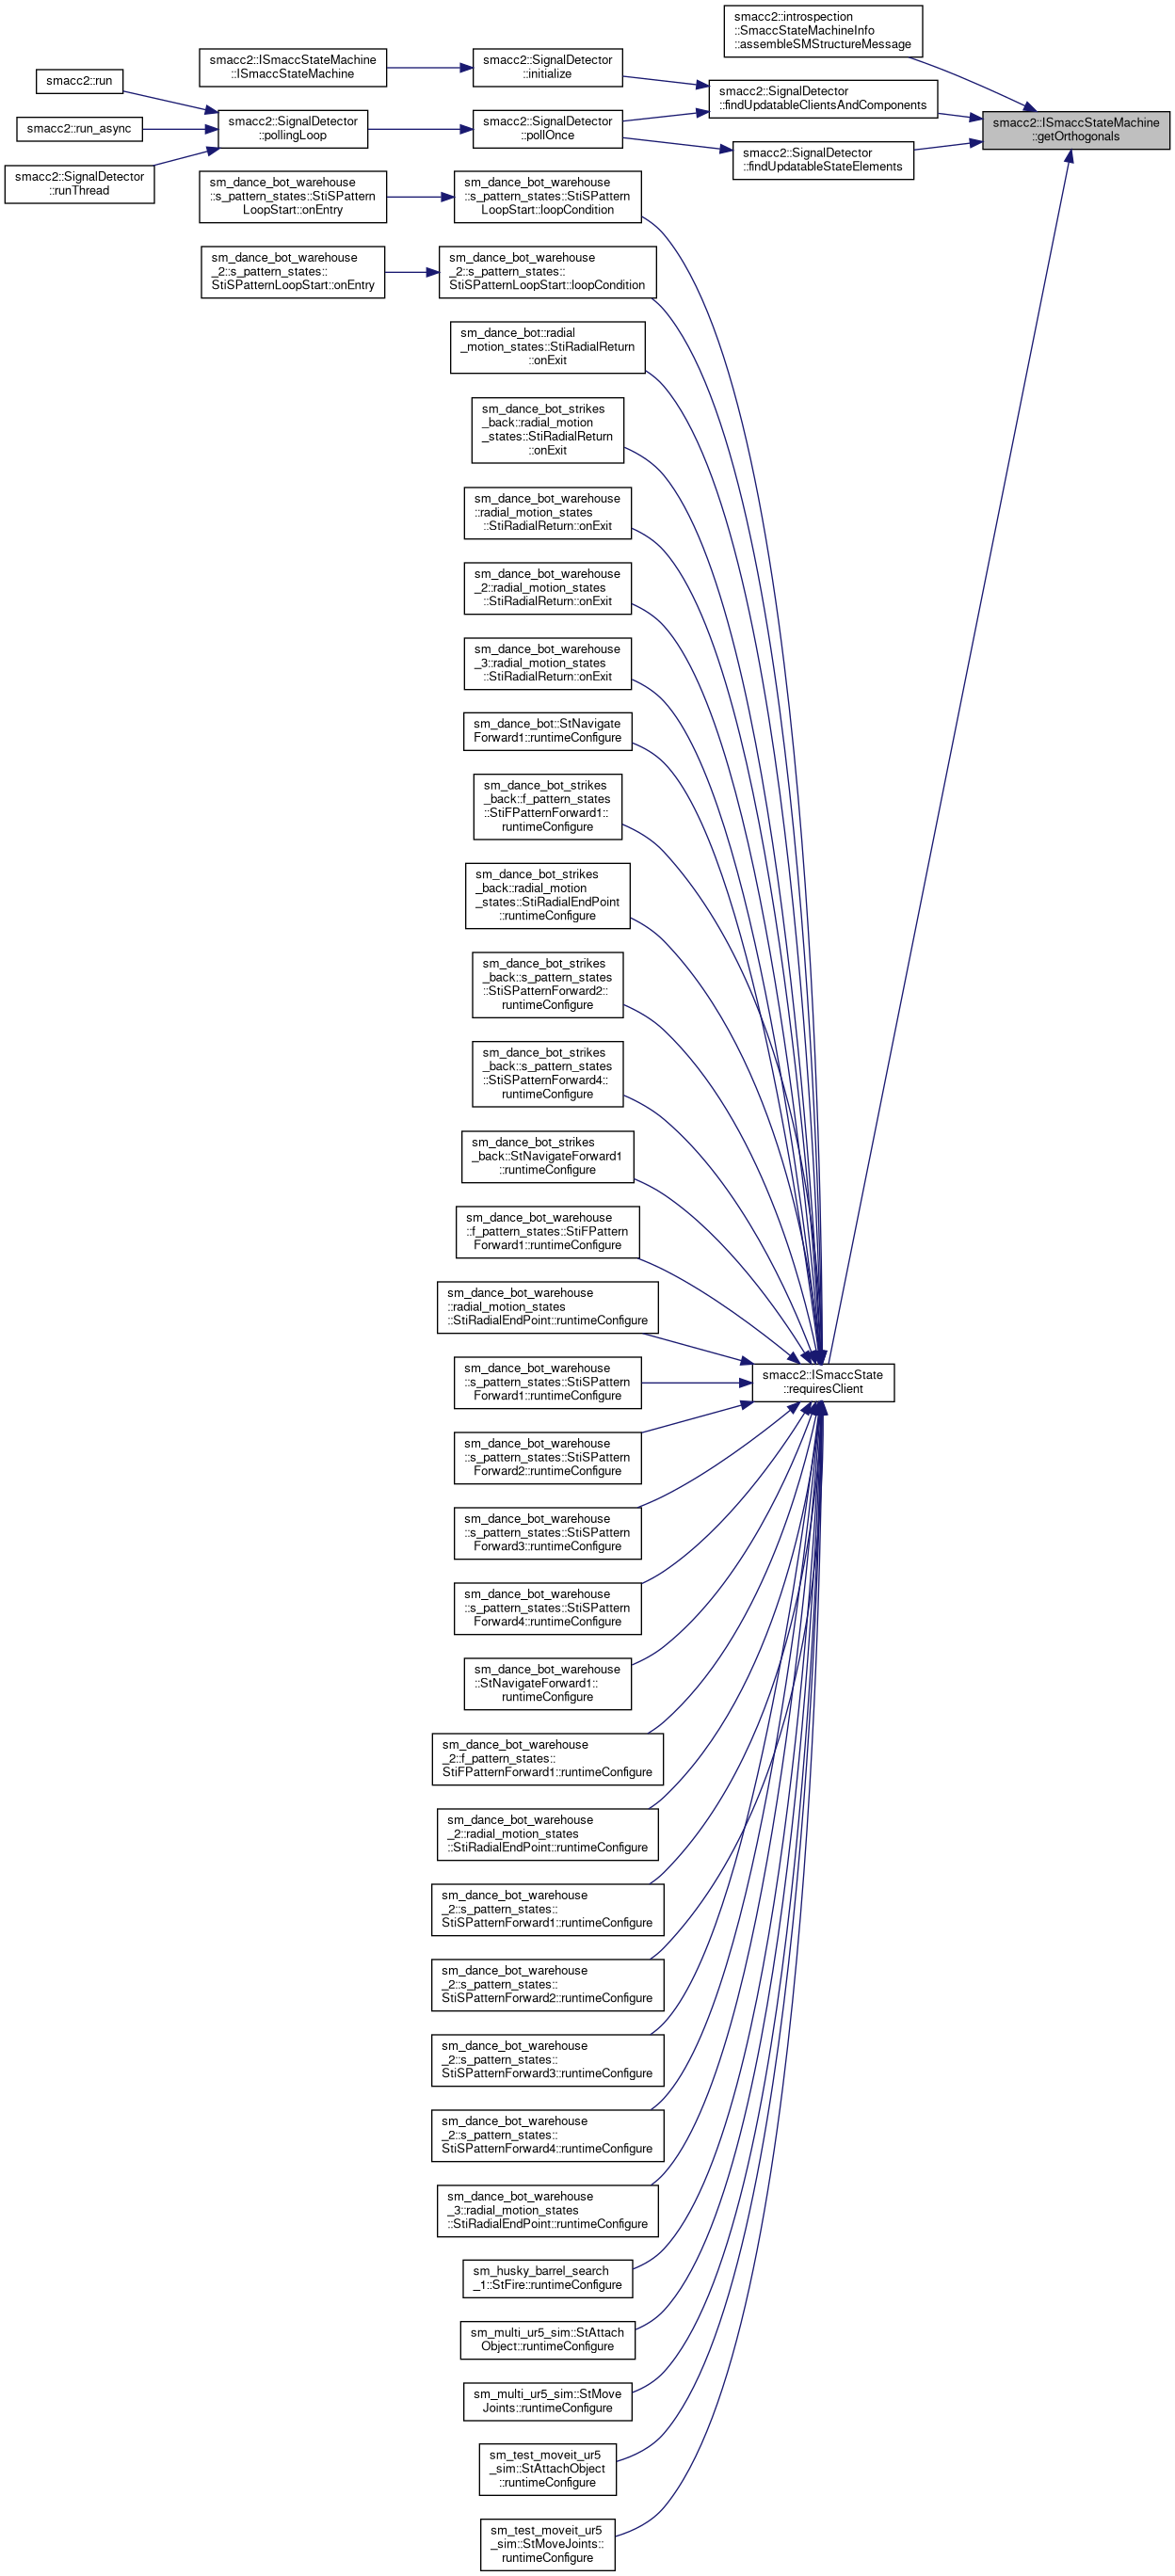 smacc2::introspection
::SmaccStateMachineInfo
::assembleSMStructureMessage
smacc2::ISmaccStateMachine
::ISmaccStateMachine
smacc2::SignalDetector
::initialize
smacc2::run
smacc2::SignalDetector
::findUpdatableClientsAndComponents
smacc2::run_async
smacc2::SignalDetector
::pollingLoop
smacc2::SignalDetector
::pollOnce
smacc2::ISmaccStateMachine
::getOrthogonals
smacc2::SignalDetector
::findUpdatableStateElements
smacc2::SignalDetector
::runThread
sm_dance_bot_warehouse
::s_pattern_states::StiSPattern
LoopStart::onEntry
sm_dance_bot_warehouse
::s_pattern_states::StiSPattern
LoopStart::loopCondition
sm_dance_bot_warehouse
_2::s_pattern_states::
StiSPatternLoopStart::onEntry
sm_dance_bot_warehouse
_2::s_pattern_states::
StiSPatternLoopStart::loopCondition
sm_dance_bot::radial
_motion_states::StiRadialReturn
::onExit
sm_dance_bot_strikes
_back::radial_motion
_states::StiRadialReturn
::onExit
sm_dance_bot_warehouse
::radial_motion_states
::StiRadialReturn::onExit
sm_dance_bot_warehouse
_2::radial_motion_states
::StiRadialReturn::onExit
sm_dance_bot_warehouse
_3::radial_motion_states
::StiRadialReturn::onExit
sm_dance_bot::StNavigate
Forward1::runtimeConfigure
sm_dance_bot_strikes
_back::f_pattern_states
::StiFPatternForward1::
runtimeConfigure
sm_dance_bot_strikes
_back::radial_motion
_states::StiRadialEndPoint
::runtimeConfigure
sm_dance_bot_strikes
_back::s_pattern_states
::StiSPatternForward2::
runtimeConfigure
sm_dance_bot_strikes
_back::s_pattern_states
::StiSPatternForward4::
runtimeConfigure
sm_dance_bot_strikes
_back::StNavigateForward1
::runtimeConfigure
sm_dance_bot_warehouse
::f_pattern_states::StiFPattern
Forward1::runtimeConfigure
sm_dance_bot_warehouse
::radial_motion_states
::StiRadialEndPoint::runtimeConfigure
smacc2::ISmaccState
::requiresClient
sm_dance_bot_warehouse
::s_pattern_states::StiSPattern
Forward1::runtimeConfigure
sm_dance_bot_warehouse
::s_pattern_states::StiSPattern
Forward2::runtimeConfigure
sm_dance_bot_warehouse
::s_pattern_states::StiSPattern
Forward3::runtimeConfigure
sm_dance_bot_warehouse
::s_pattern_states::StiSPattern
Forward4::runtimeConfigure
sm_dance_bot_warehouse
::StNavigateForward1::
runtimeConfigure
sm_dance_bot_warehouse
_2::f_pattern_states::
StiFPatternForward1::runtimeConfigure
sm_dance_bot_warehouse
_2::radial_motion_states
::StiRadialEndPoint::runtimeConfigure
sm_dance_bot_warehouse
_2::s_pattern_states::
StiSPatternForward1::runtimeConfigure
sm_dance_bot_warehouse
_2::s_pattern_states::
StiSPatternForward2::runtimeConfigure
sm_dance_bot_warehouse
_2::s_pattern_states::
StiSPatternForward3::runtimeConfigure
sm_dance_bot_warehouse
_2::s_pattern_states::
StiSPatternForward4::runtimeConfigure
sm_dance_bot_warehouse
_3::radial_motion_states
::StiRadialEndPoint::runtimeConfigure
sm_husky_barrel_search
_1::StFire::runtimeConfigure
sm_multi_ur5_sim::StAttach
Object::runtimeConfigure
sm_multi_ur5_sim::StMove
Joints::runtimeConfigure
sm_test_moveit_ur5
_sim::StAttachObject
::runtimeConfigure
sm_test_moveit_ur5
_sim::StMoveJoints::
runtimeConfigure